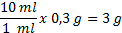 10 ml
1 ml
x 0,3 g = 3 g